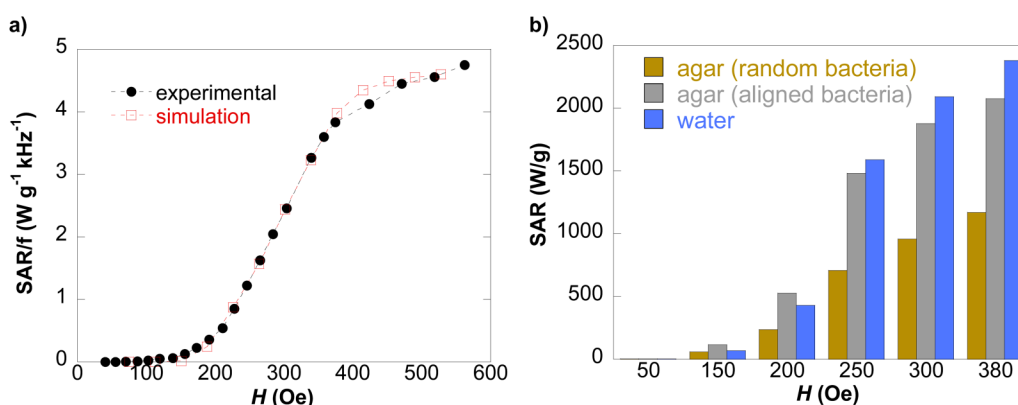 a)
SAR/f (W g⁻¹ kHz⁻¹)
5
4
3
2
1
0
experimental
simulation
0 100 200 300 400 500 600
H (Oe)
b)
SAR (W/g)
2500
2000
1500
1000
500
0
agar (random bacteria)
agar (aligned bacteria)
water
50 150 200 250 300 380
H (Oe)